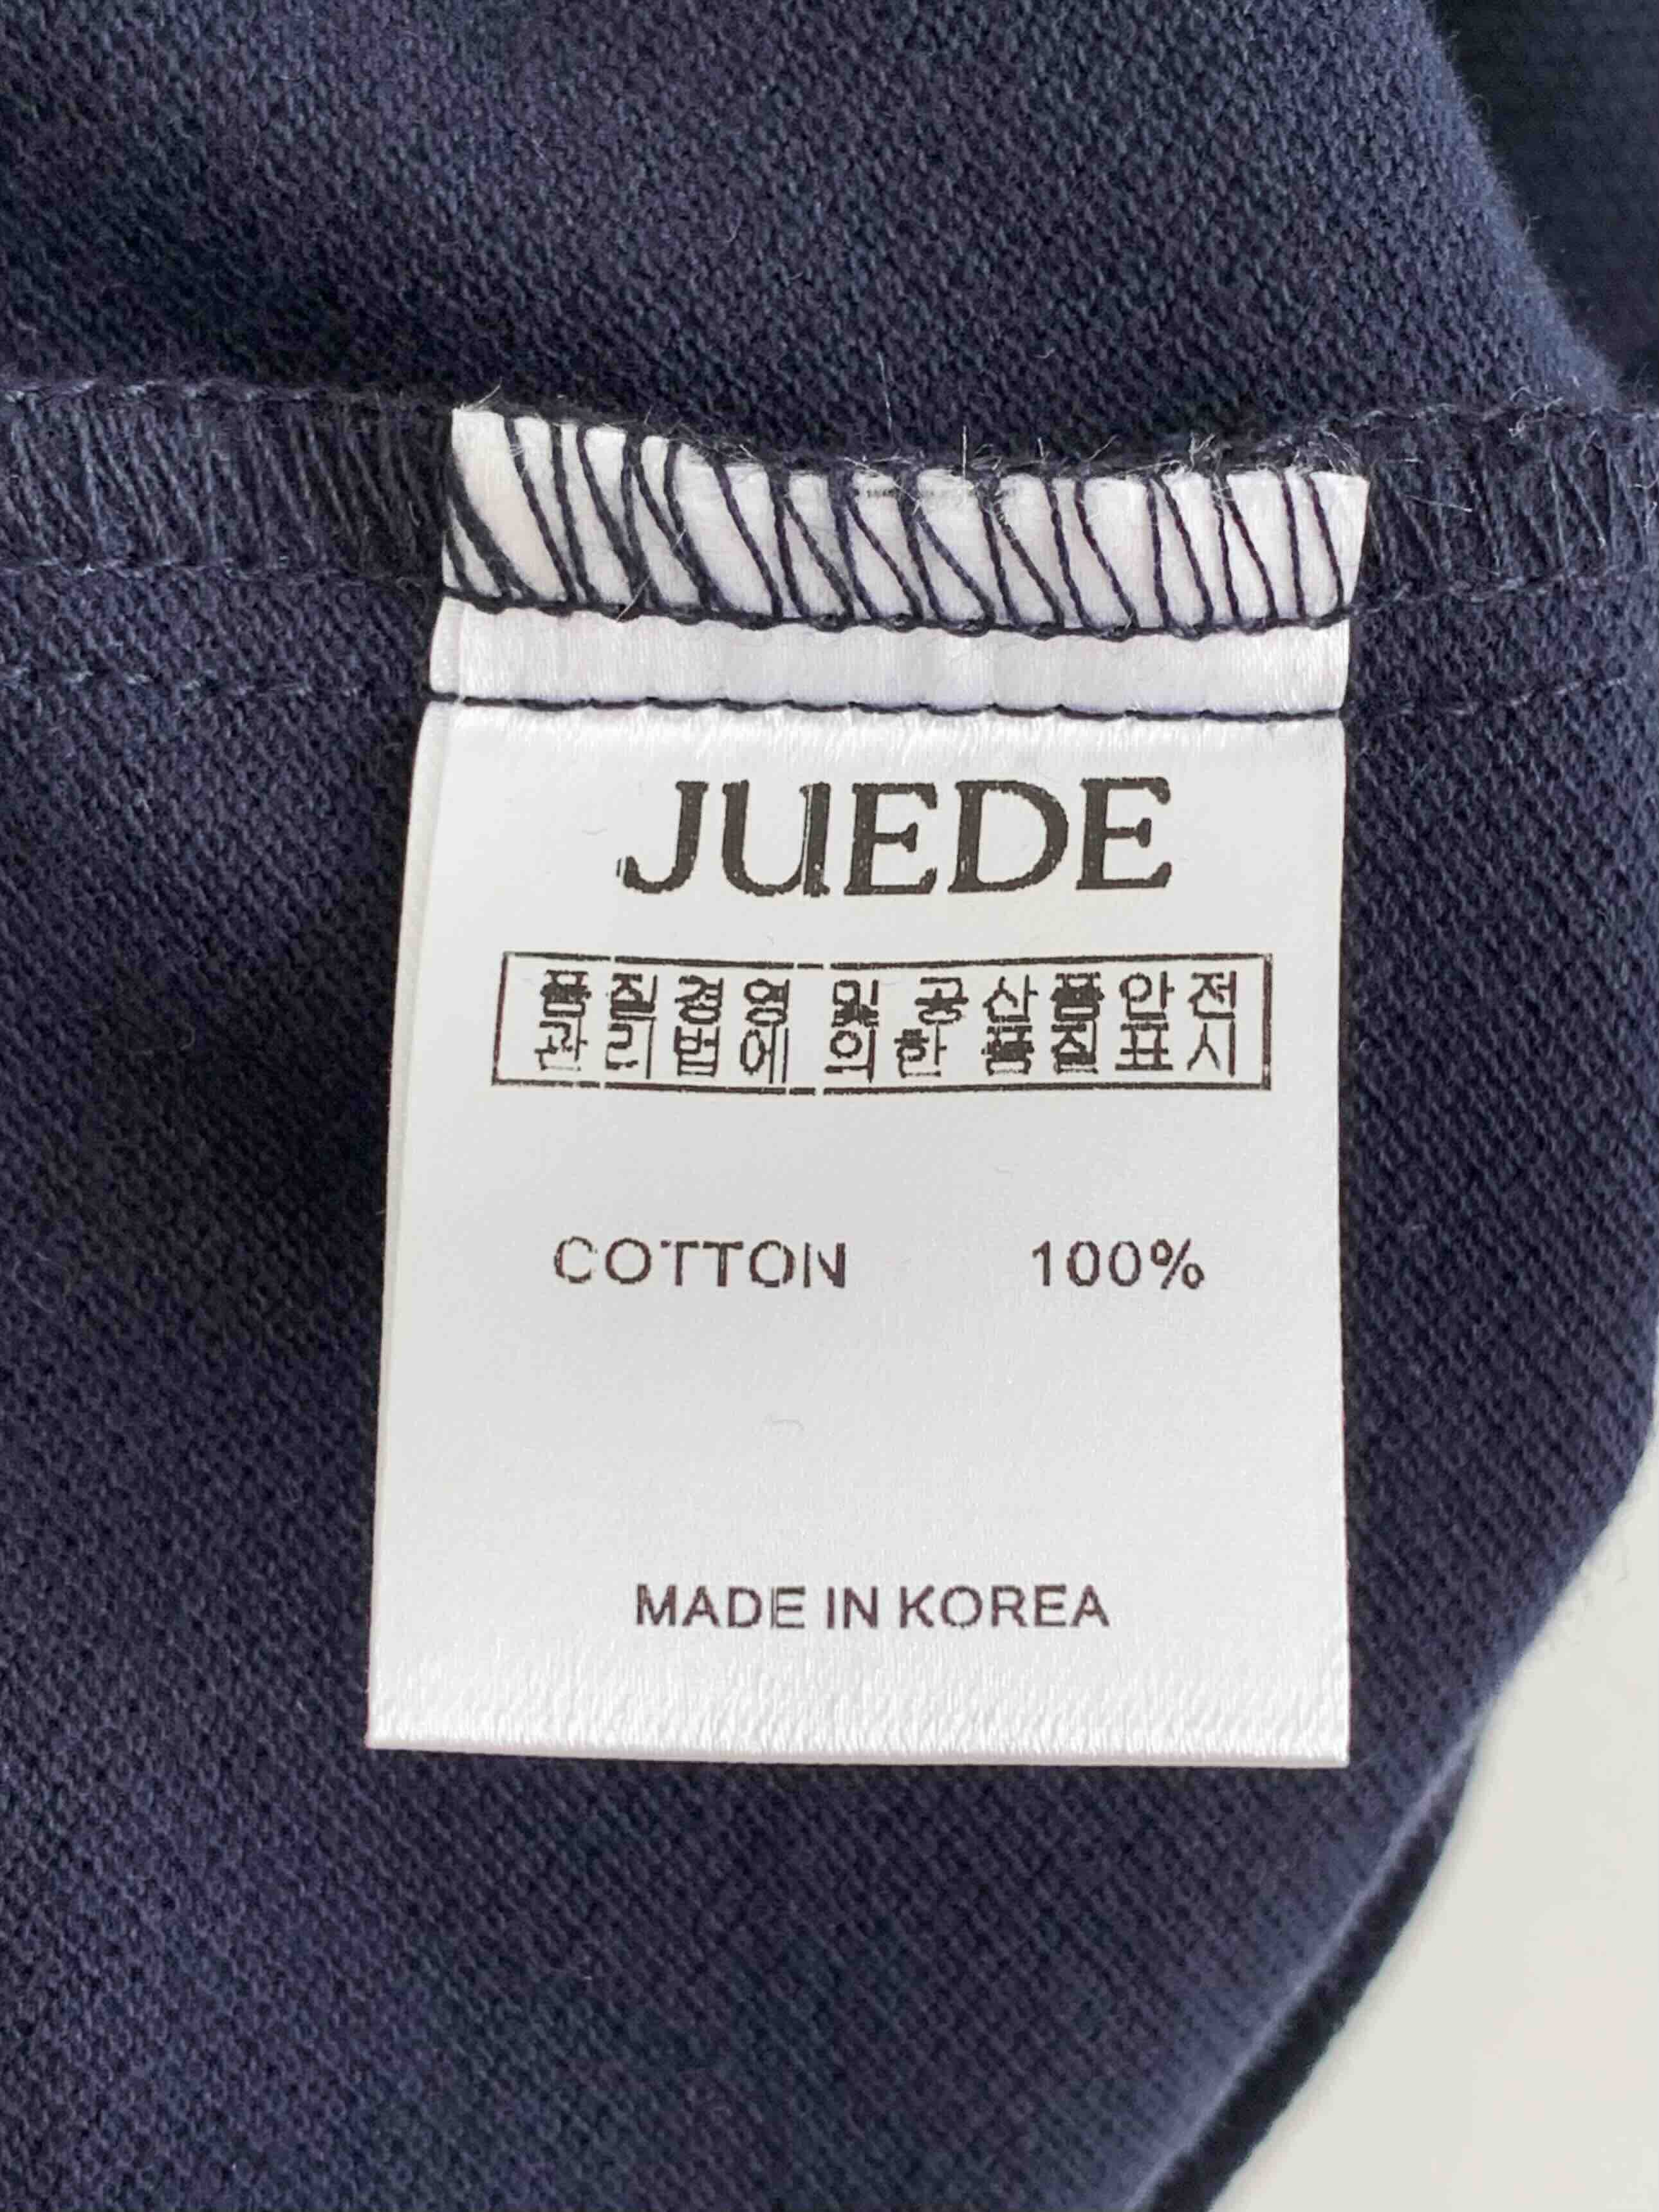 JUEDE
품질경영 및 공산품안전
관리법에 의한 품질표시
COTTON 100%
MADE IN KOREA